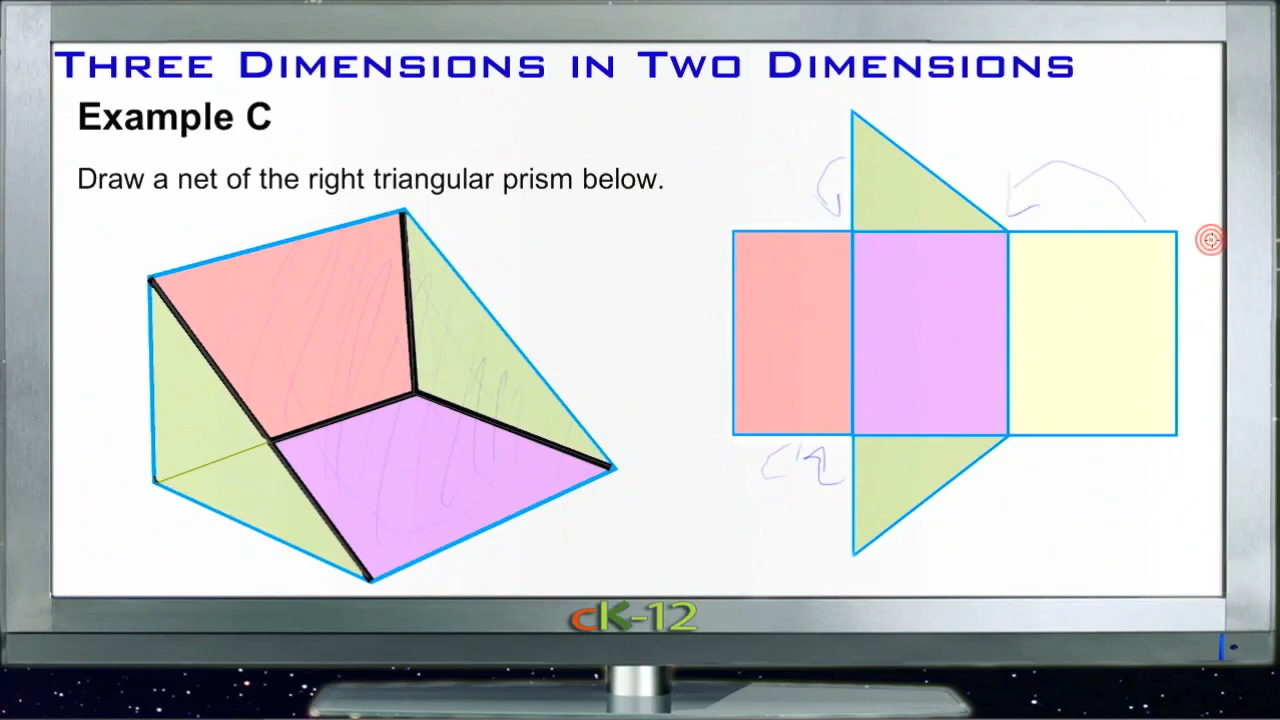 THREE DIMENSIONS IN TWO DIMENSIONS
Example C
Draw a net of the right triangular prism below.
cK-12